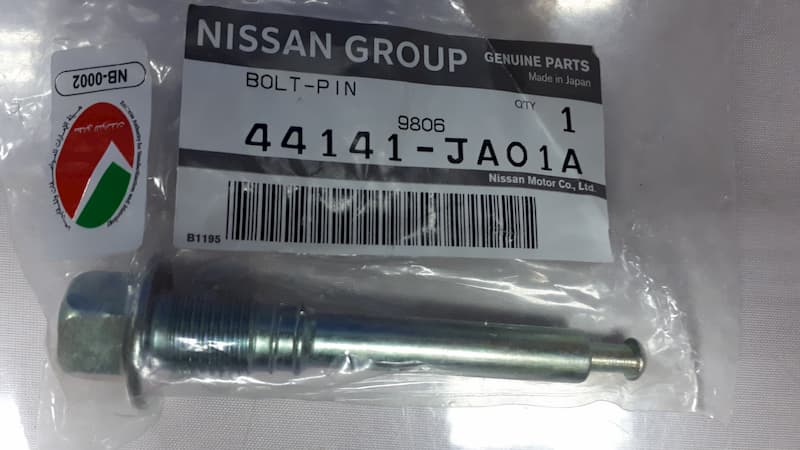 NISSAN GROUP
GENUINE PARTS
Made in Japan
BOLT-PIN
Q'TY 1
9806
44141-JA01A
Nissan Motor Co., Ltd.
B1195
NB-0002